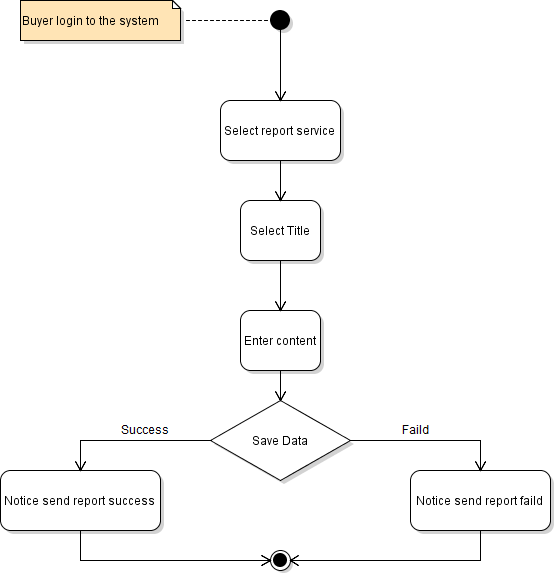 Buyer login to the system
Select report service
Select Title
Enter content
Save Data
Success
Faild
Notice send report success
Notice send report faild